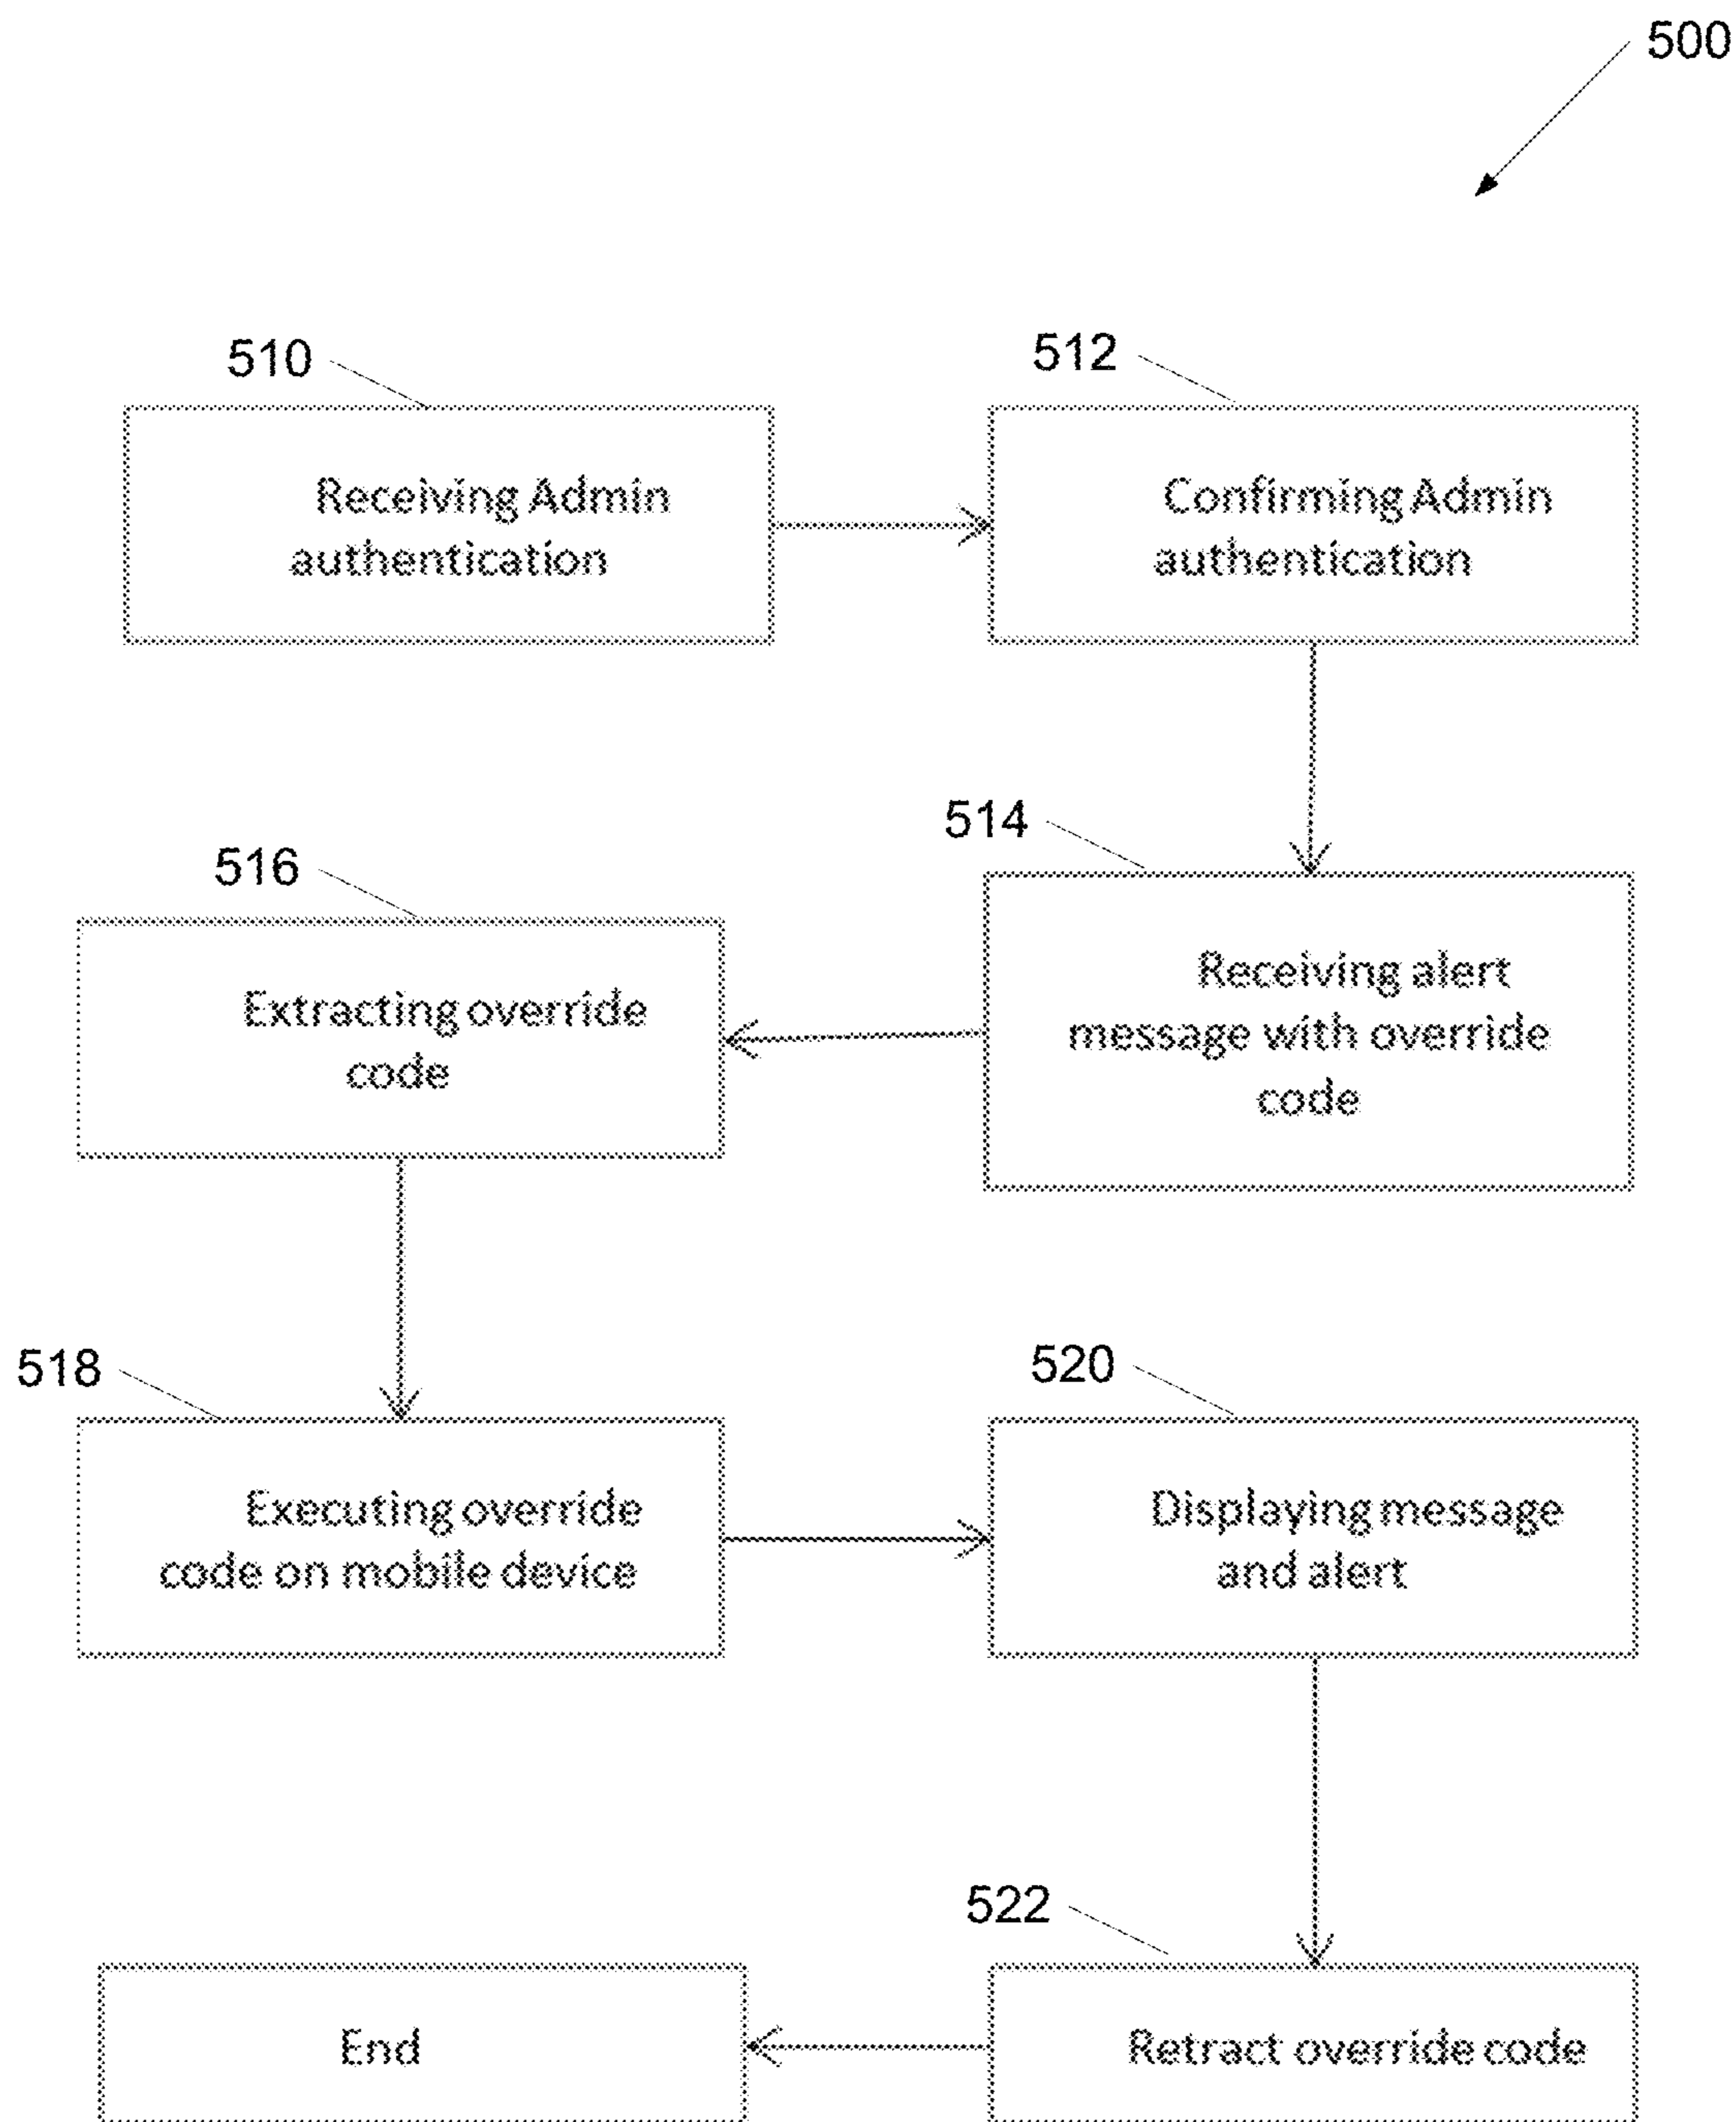 500
510
Receiving Admin
authentication
512
Confirming Admin
authentication
514
Receiving alert
message with override
code
516
Extracting override
code
518
Executing override
code on mobile device
520
Displaying message
and alert
522
Retract override code
End